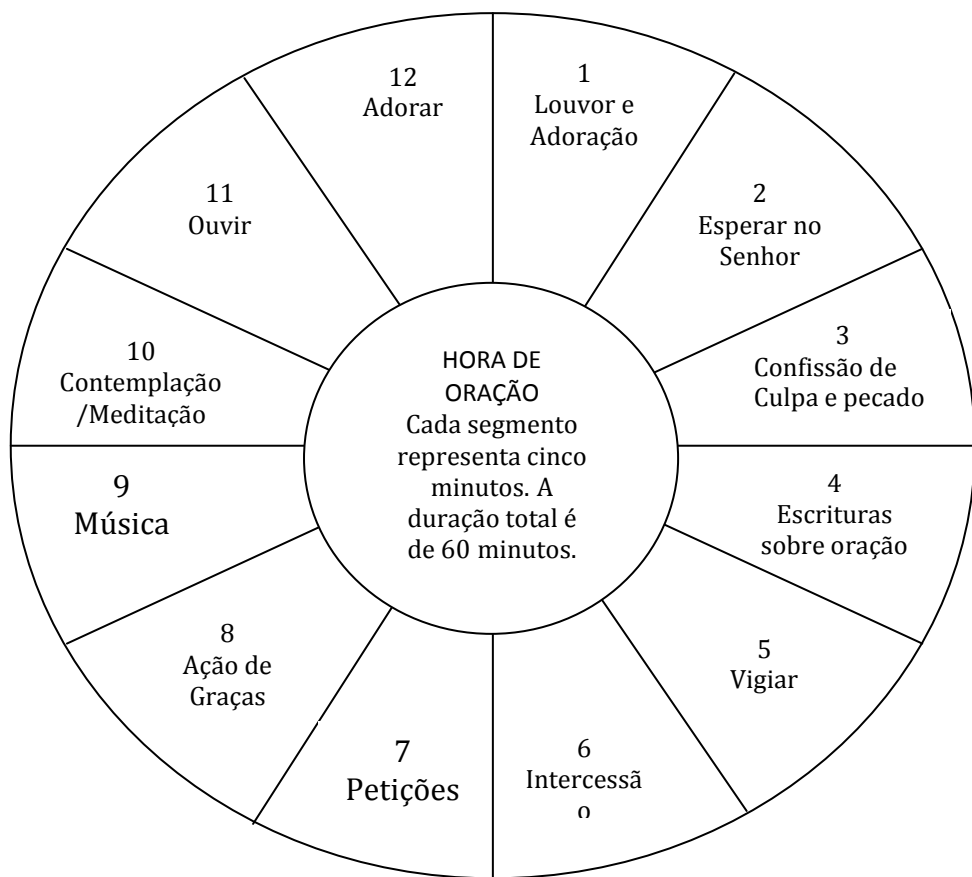 12
Adorar
1
Louvor e
Adoração
2
Esperar no
Senhor
3
Confissão de
Culpa e pecado
4
Escrituras
sobre oração
5
Vigiar
6
Intercessã
o
7
Petições
8
Ação de
Graças
9
Música
10
Contemplação
/Meditação
11
Ouvir
HORA DE
ORAÇÃO
Cada segmento
representa cinco
minutos. A
duração total é
de 60 minutos.